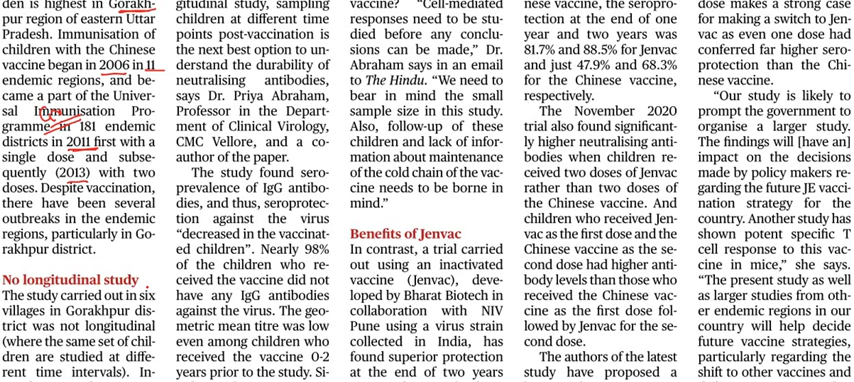 den is highest in Gorakh-
pur region of eastern Uttar
Pradesh. Immunisation of
children with the Chinese
vaccine began in 2006 in 11
endemic regions, and be-
came a part of the Univer-
sal Immunisation Pro-
gramme in 181 endemic
districts in 2011 first with a
single dose and subse-
quently (2013) with two
doses. Despite vaccination,
there have been several
outbreaks in the endemic
regions, particularly in Go-
rakhpur district.
No longitudinal study
The study carried out in six
villages in Gorakhpur dis-
trict was not longitudinal
(where the same set of chil-
dren are studied at diffe-
rent time intervals). In-
gitudinal study, sampling
children at different time
points post-vaccination is
the next best option to un-
derstand the durability of
neutralising antibodies,
says Dr. Priya Abraham,
Professor in the Depart-
ment of Clinical Virology,
CMC Vellore, and a co-
author of the paper.
The study found sero-
prevalence of IgG antibo-
dies, and thus, seroprotec-
tion against the virus
“decreased in the vaccinat-
ed children”. Nearly 98%
of the children who re-
ceived the vaccine did not
have any IgG antibodies
against the virus. The geo-
metric mean titre was low
even among children who
received the vaccine 0-2
years prior to the study. Si-
vaccine? “Cell-mediated
responses need to be stu-
died before any conclu-
sions can be made,” Dr.
Abraham says in an email
to The Hindu. “We need to
bear in mind the small
sample size in this study.
Also, follow-up of these
children and lack of infor-
mation about maintenance
of the cold chain of the vac-
cine needs to be borne in
mind.”
Benefits of Jenvac
In contrast, a trial carried
out using an inactivated
vaccine (Jenvac), deve-
loped by Bharat Biotech in
collaboration with NIV
Pune using a virus strain
collected in India, has
found superior protection
at the end of two years
nese vaccine, the seropro-
tection at the end of one
year and two years was
81.7% and 88.5% for Jenvac
and just 47.9% and 68.3%
for the Chinese vaccine,
respectively.
The November 2020
trial also found significant-
ly higher neutralising anti-
bodies when children re-
ceived two doses of Jenvac
rather than two doses of
the Chinese vaccine. And
children who received Jen-
vac as the first dose and the
Chinese vaccine as the se-
cond dose had higher anti-
body levels than those who
received the Chinese vac-
cine as the first dose fol-
lowed by Jenvac for the se-
cond dose.
The authors of the latest
study have proposed a
dose makes a strong case
for making a switch to Jen-
vac as even one dose had
conferred far higher sero-
protection than the Chi-
nese vaccine.
“Our study is likely to
prompt the government to
organise a larger study.
The findings will [have an]
impact on the decisions
made by policy makers re-
garding the future JE vacci-
nation strategy for the
country. Another study has
shown potent specific T
cell response to this vac-
cine in mice,” she says.
“The present study as well
as larger studies from oth-
er endemic regions in our
country will help decide
future vaccine strategies,
particularly regarding the
shift to other vaccines and